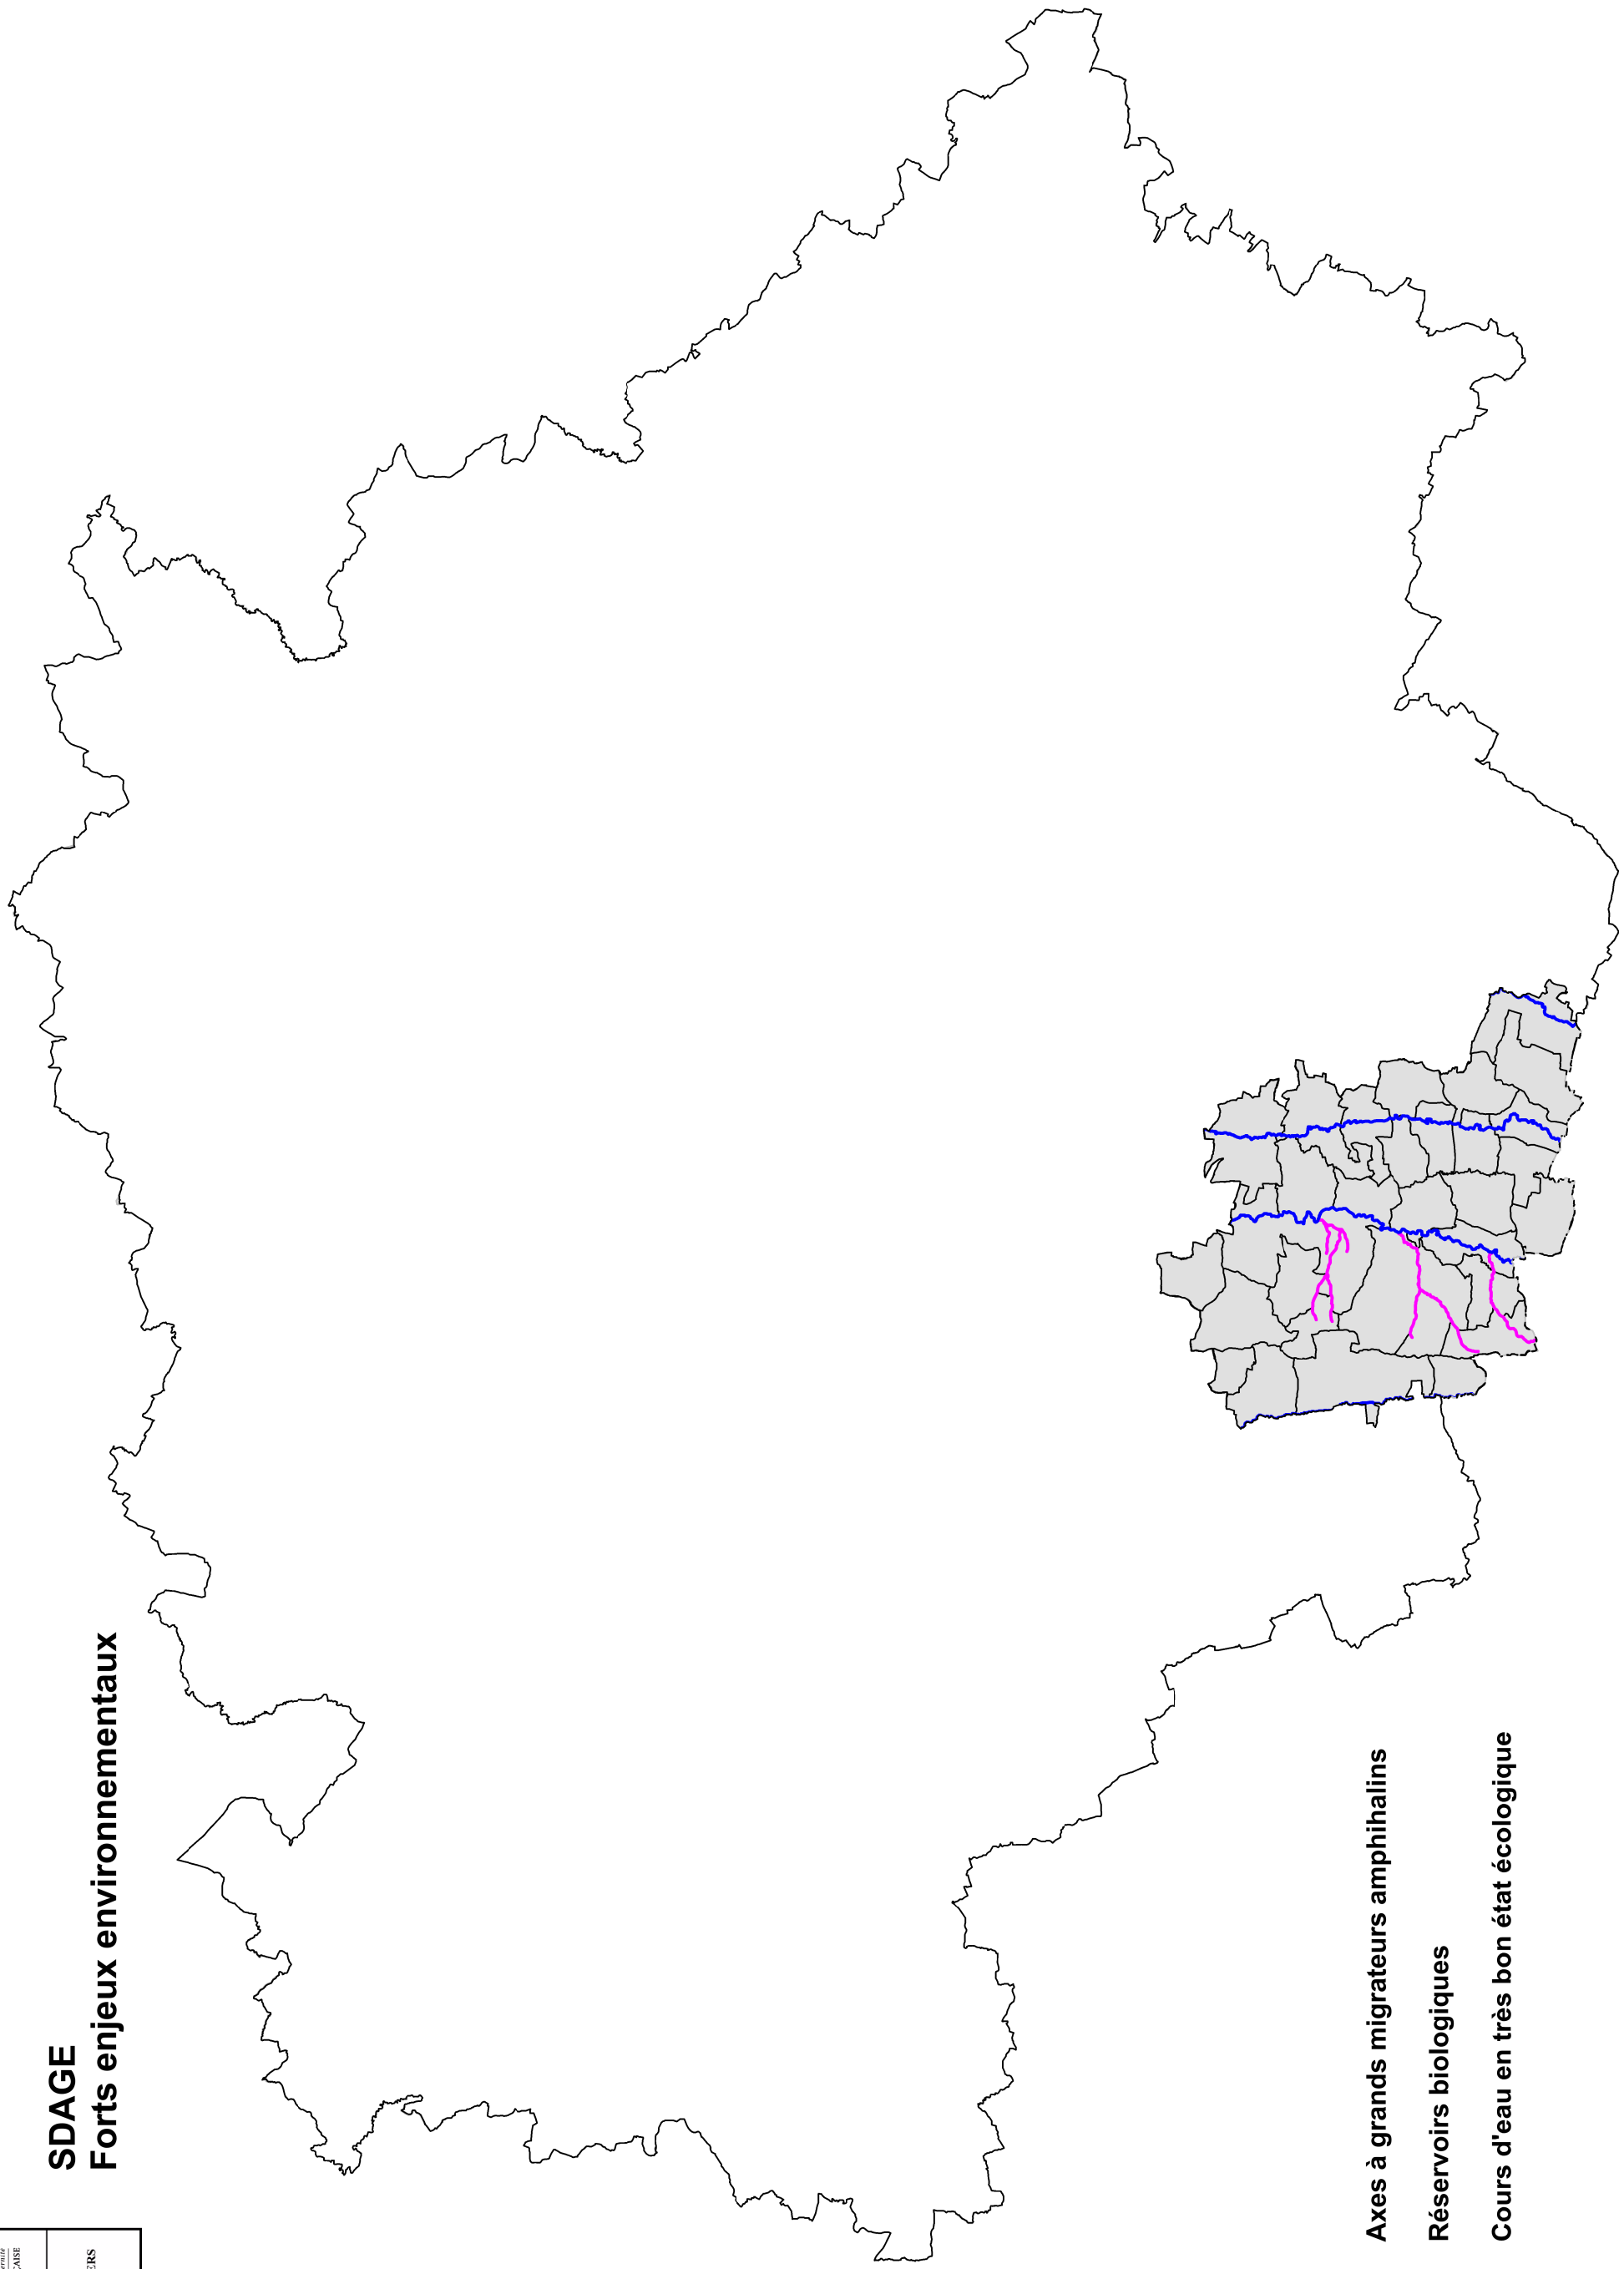 SDAGE
Forts enjeux environnementaux
Axes à grands migrateurs amphihalins
Réservoirs biologiques
Cours d'eau en très bon état écologique